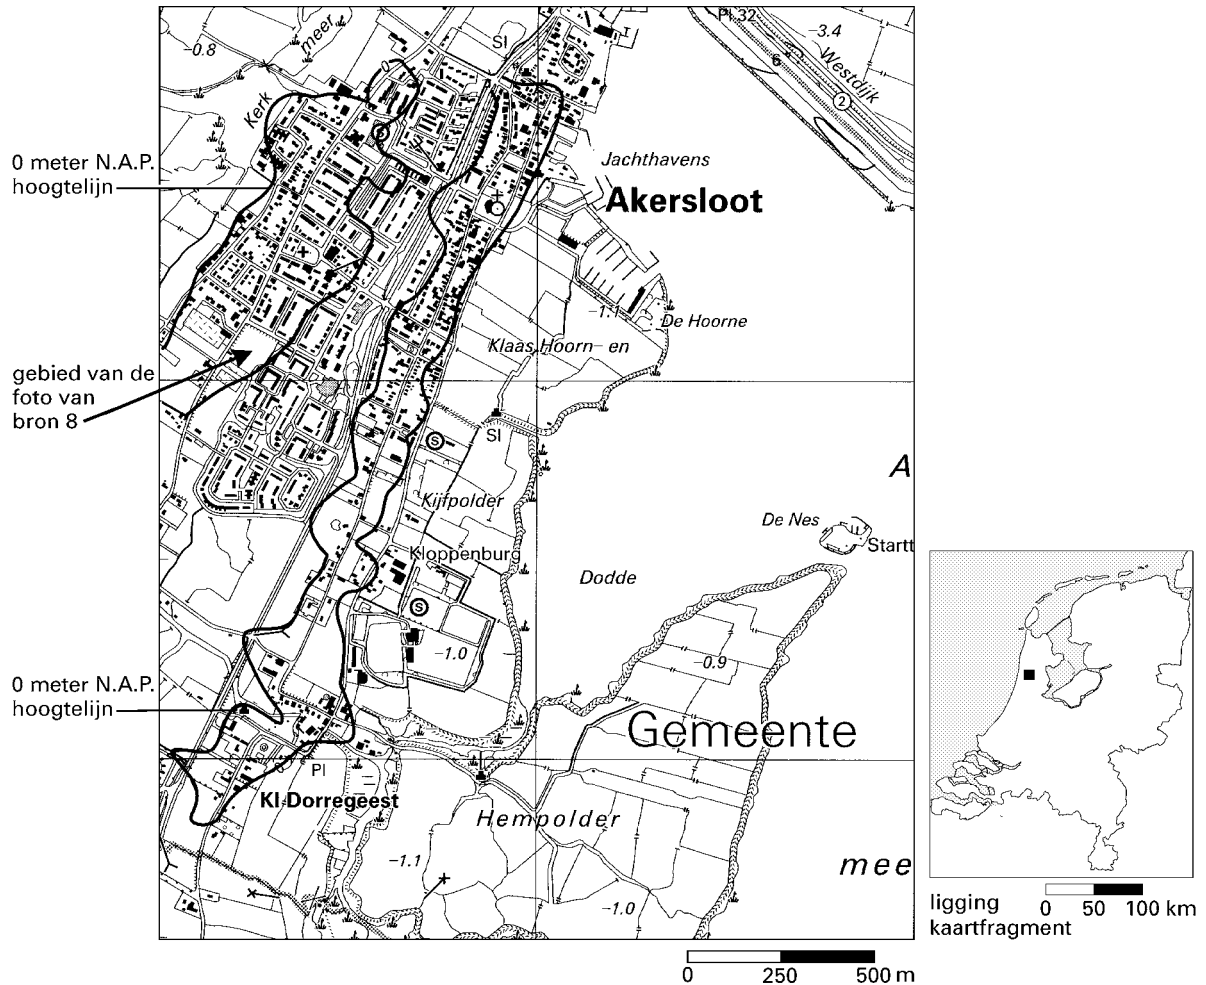 Pl 32
-3.4
SI
-0.8
meer
6
Westdijk
2
Kerk
0 meter N.A.P.
hoogtelijn
Jachthavens
Akersloot
-1.1
De Hoorne
Klaas Hoorn- en
gebied van de
foto van
bron 8
SI
S
A
Kijfpolder
De Nes
Startt
Kloppenburg
Dodde
S
-1.0
-0.9
0 meter N.A.P.
hoogtelijn
Gemeente
Pl
Kl Dorregeest
Hempolder
-1.1
mee
-1.0
ligging
kaartfragment
0 50 100 km
0 250 500 m